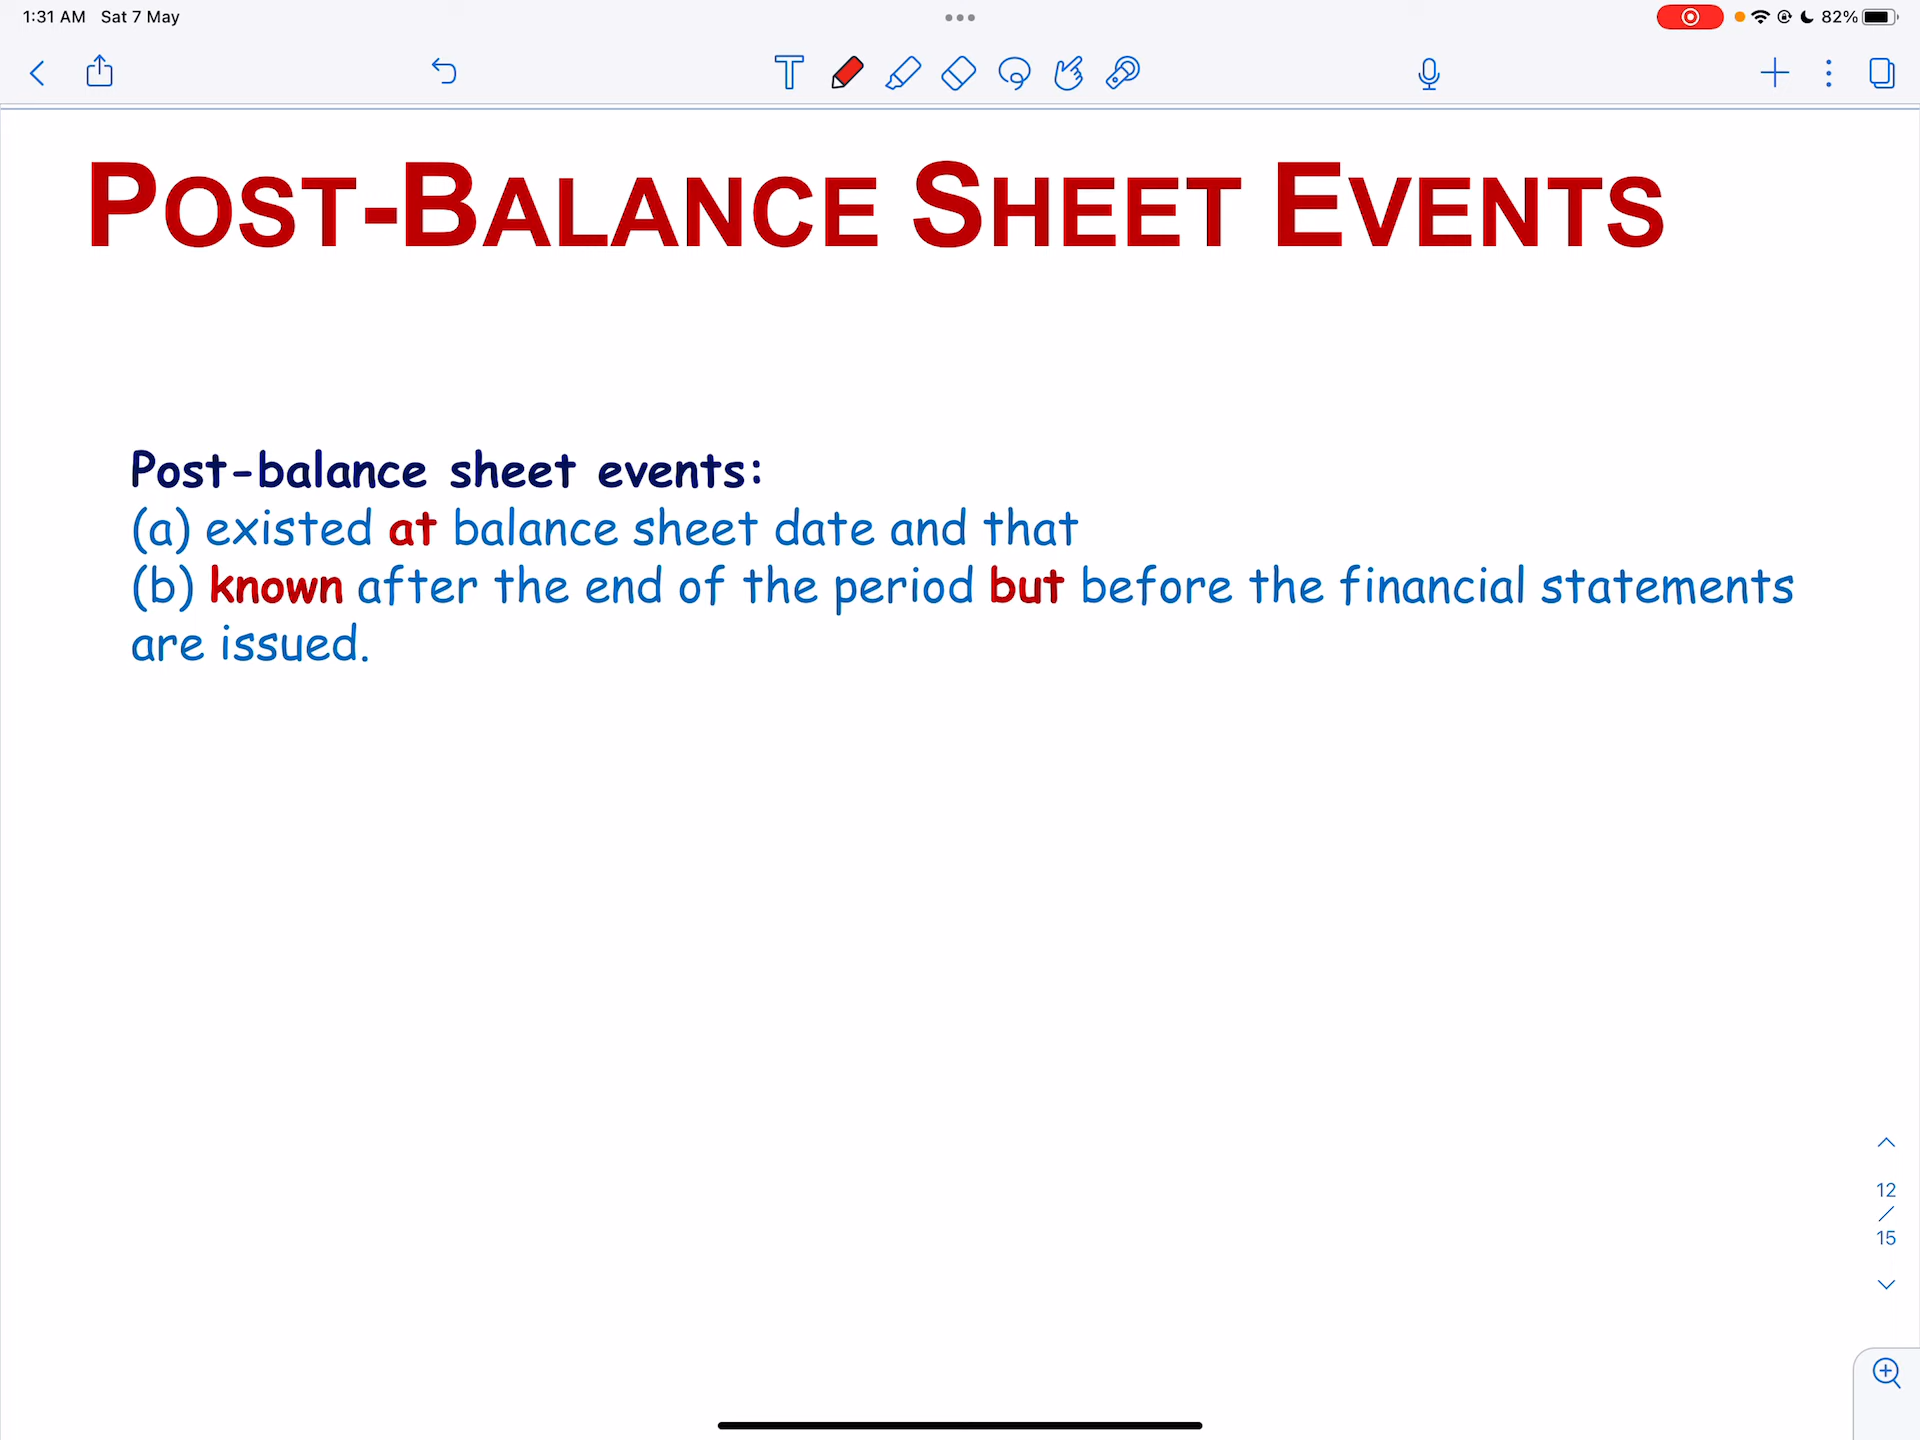 1:31 AM Sat 7 May
82%
POST-BALANCE SHEET EVENTS
Post-balance sheet events:
(a) existed at balance sheet date and that
(b) known after the end of the period but before the financial statements
are issued.
12
/
15